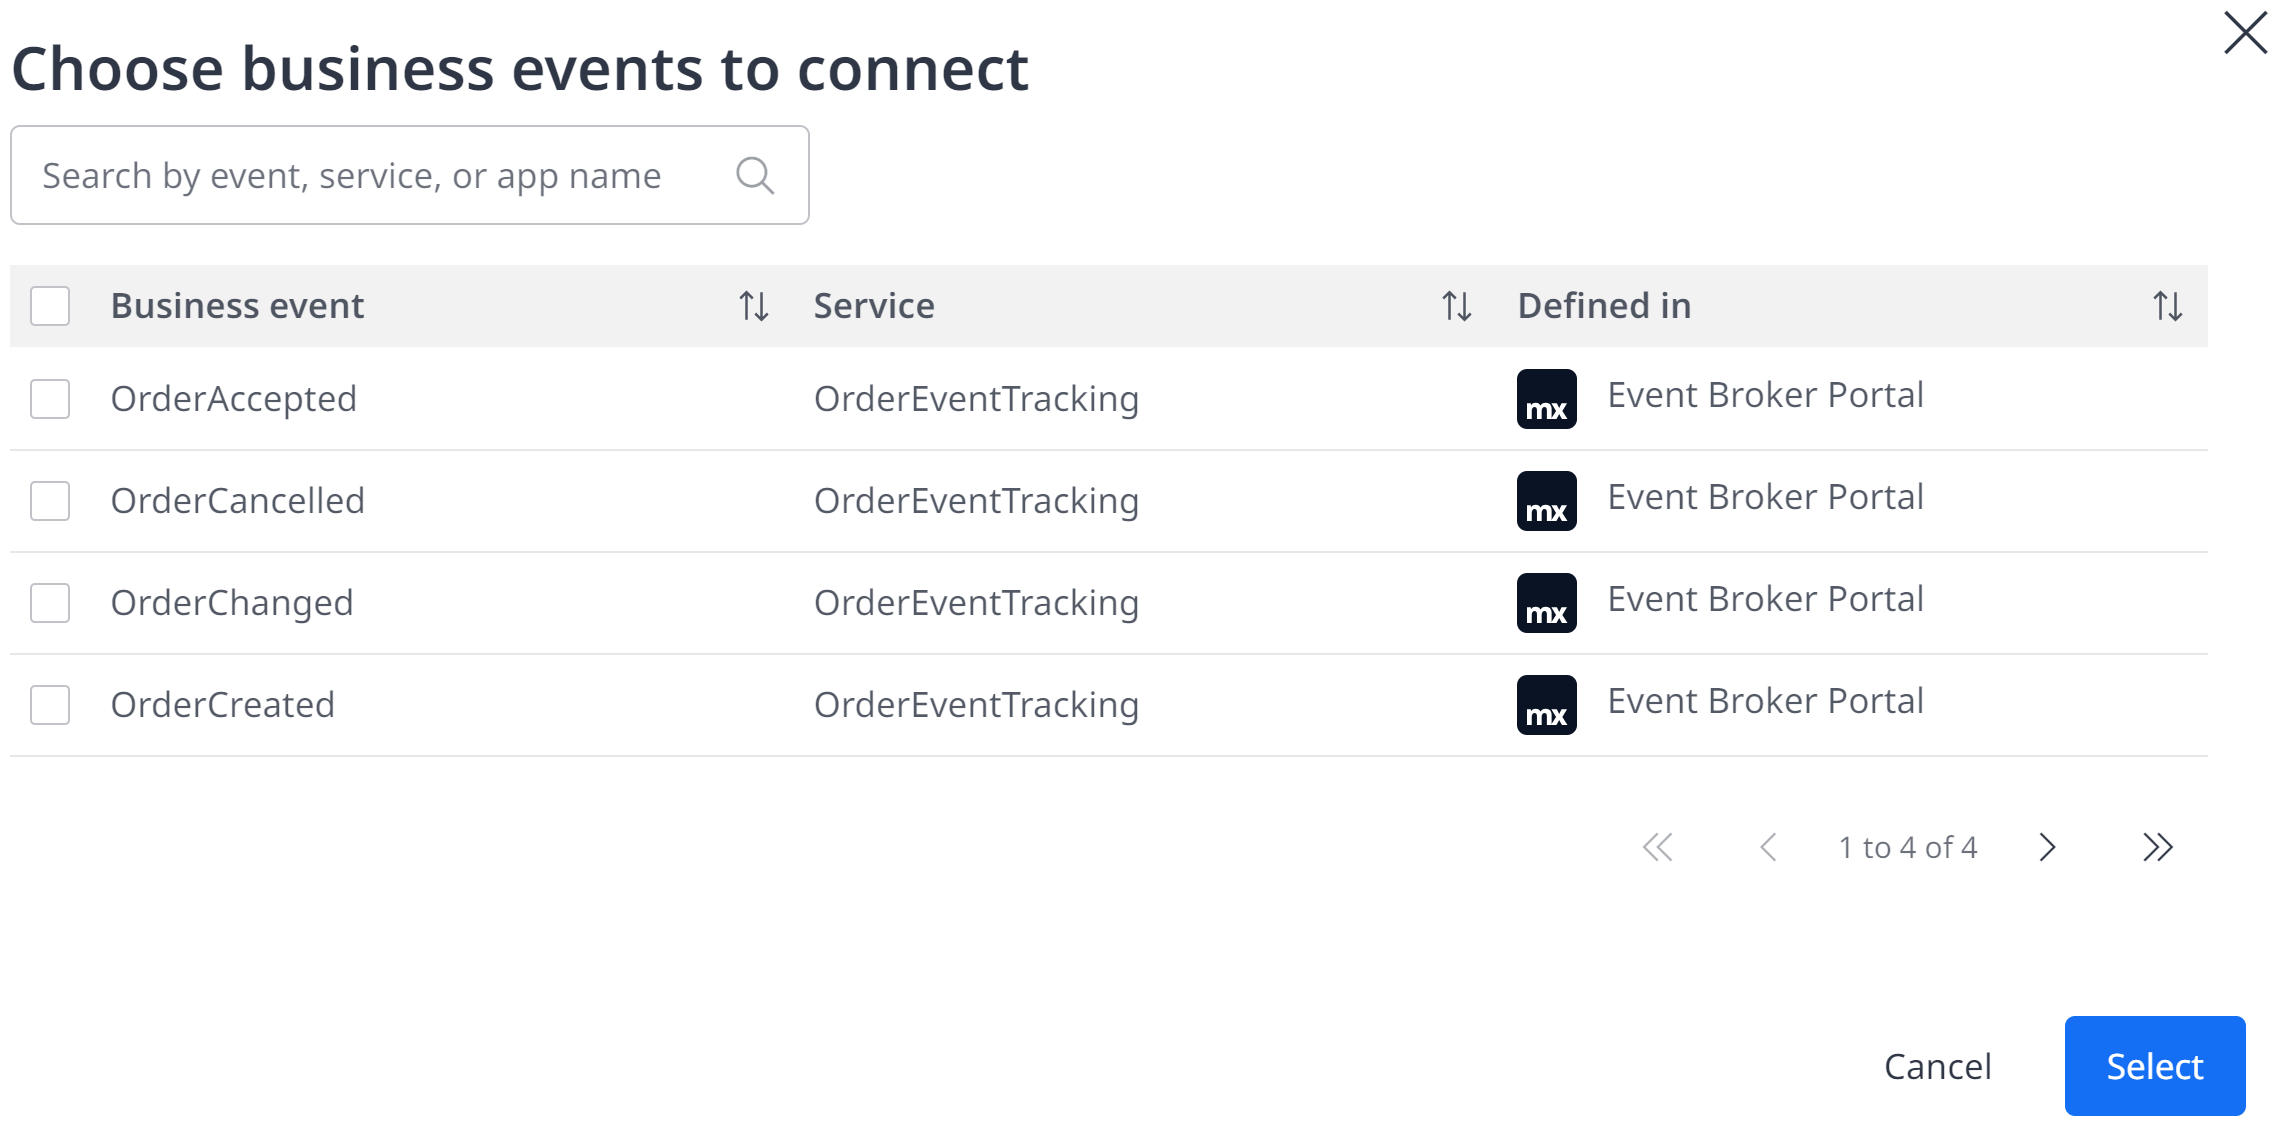 Choose business events to connect
Search by event, service, or app name
Business event Service Defined in
OrderAccepted OrderEventTracking mx Event Broker Portal
OrderCancelled OrderEventTracking mx Event Broker Portal
OrderChanged OrderEventTracking mx Event Broker Portal
OrderCreated OrderEventTracking mx Event Broker Portal
1 to 4 of 4
Cancel Select